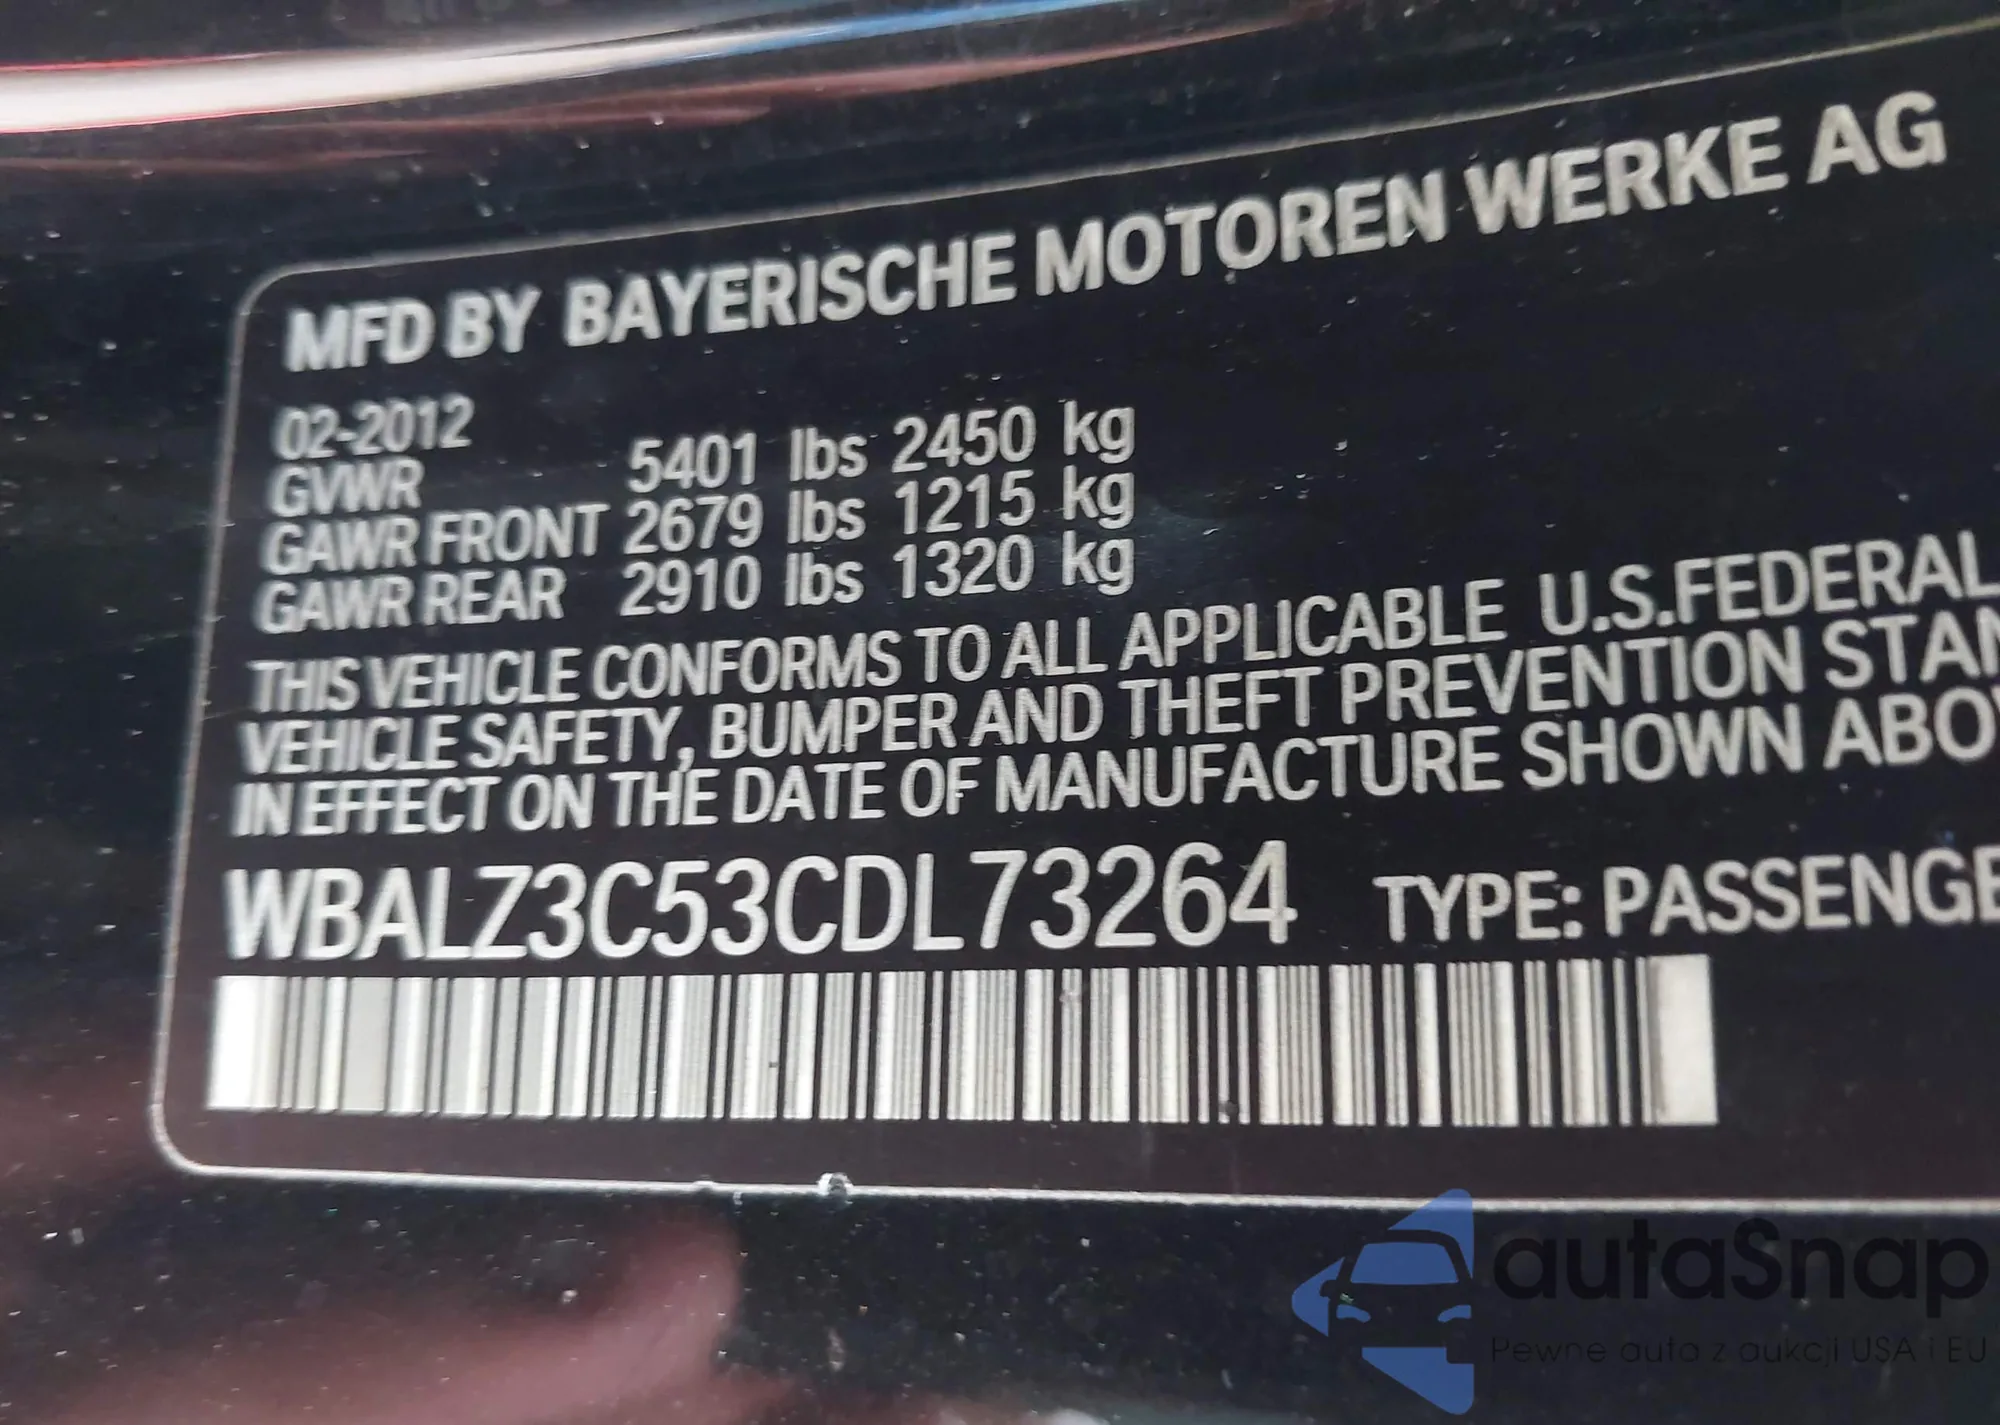 MFD BY BAYERISCHE MOTOREN WERKE AG
02-2012
GVWR 5401 lbs 2450 kg
GAWR FRONT 2679 lbs 1215 kg
GAWR REAR 2910 lbs 1320 kg
THIS VEHICLE CONFORMS TO ALL APPLICABLE U.S.FEDERAL
VEHICLE SAFETY, BUMPER AND THEFT PREVENTION STAN
IN EFFECT ON THE DATE OF MANUFACTURE SHOWN ABO
WBALZ3C53CDL73264 TYPE: PASSENGE
autaSnap
Pewne auta z aukcji USA i EU